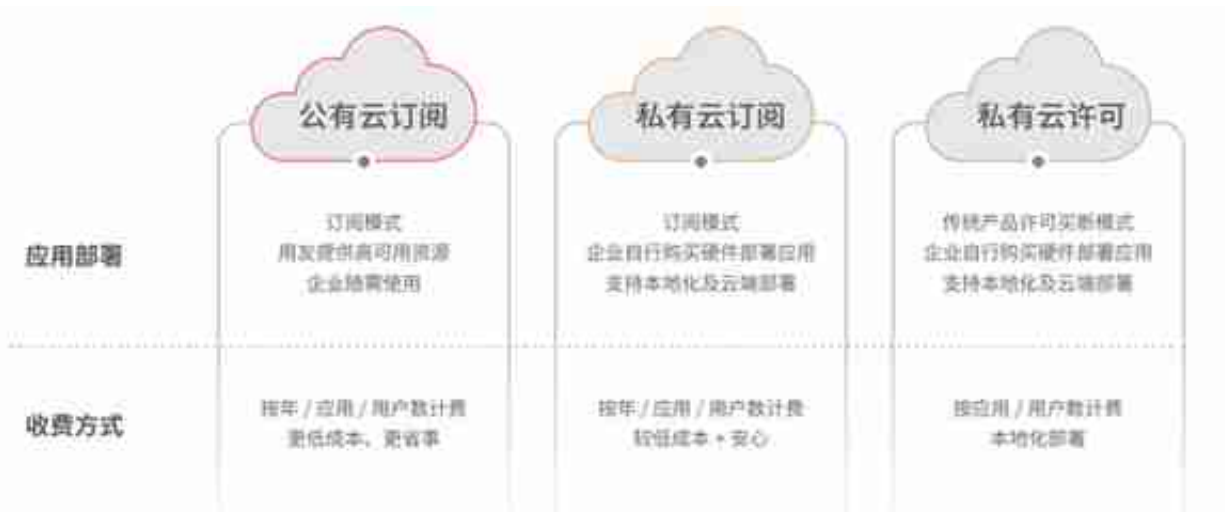 公有云订阅
私有云订阅
私有云许可
应用部署
订阅模式
用友提供高可用资源
企业随需使用
订阅模式
企业自行购买硬件部署应用
支持本地化及云端部署
传统产品许可买断模式
企业自行购买硬件部署应用
支持本地化及云端部署
收费方式
按年 / 应用 / 用户数计费
更低成本、更省事
按年 / 应用 / 用户数计费
较低成本 + 安心
按应用 / 用户数计费
本地化部署